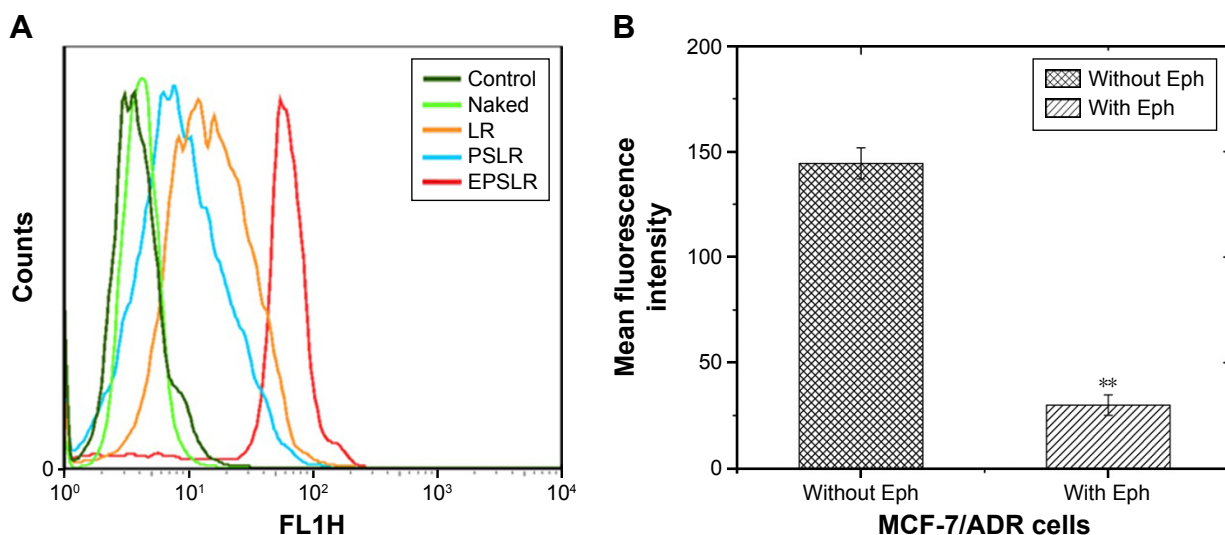 A
Counts
0
10⁰ 10¹ 10² 10³ 10⁴
FL1H
Control
Naked
LR
PSLR
EPSLR
B
Mean fluorescence
intensity
200
150
100
50
0
Without Eph
With Eph
**
Without Eph With Eph
MCF-7/ADR cells